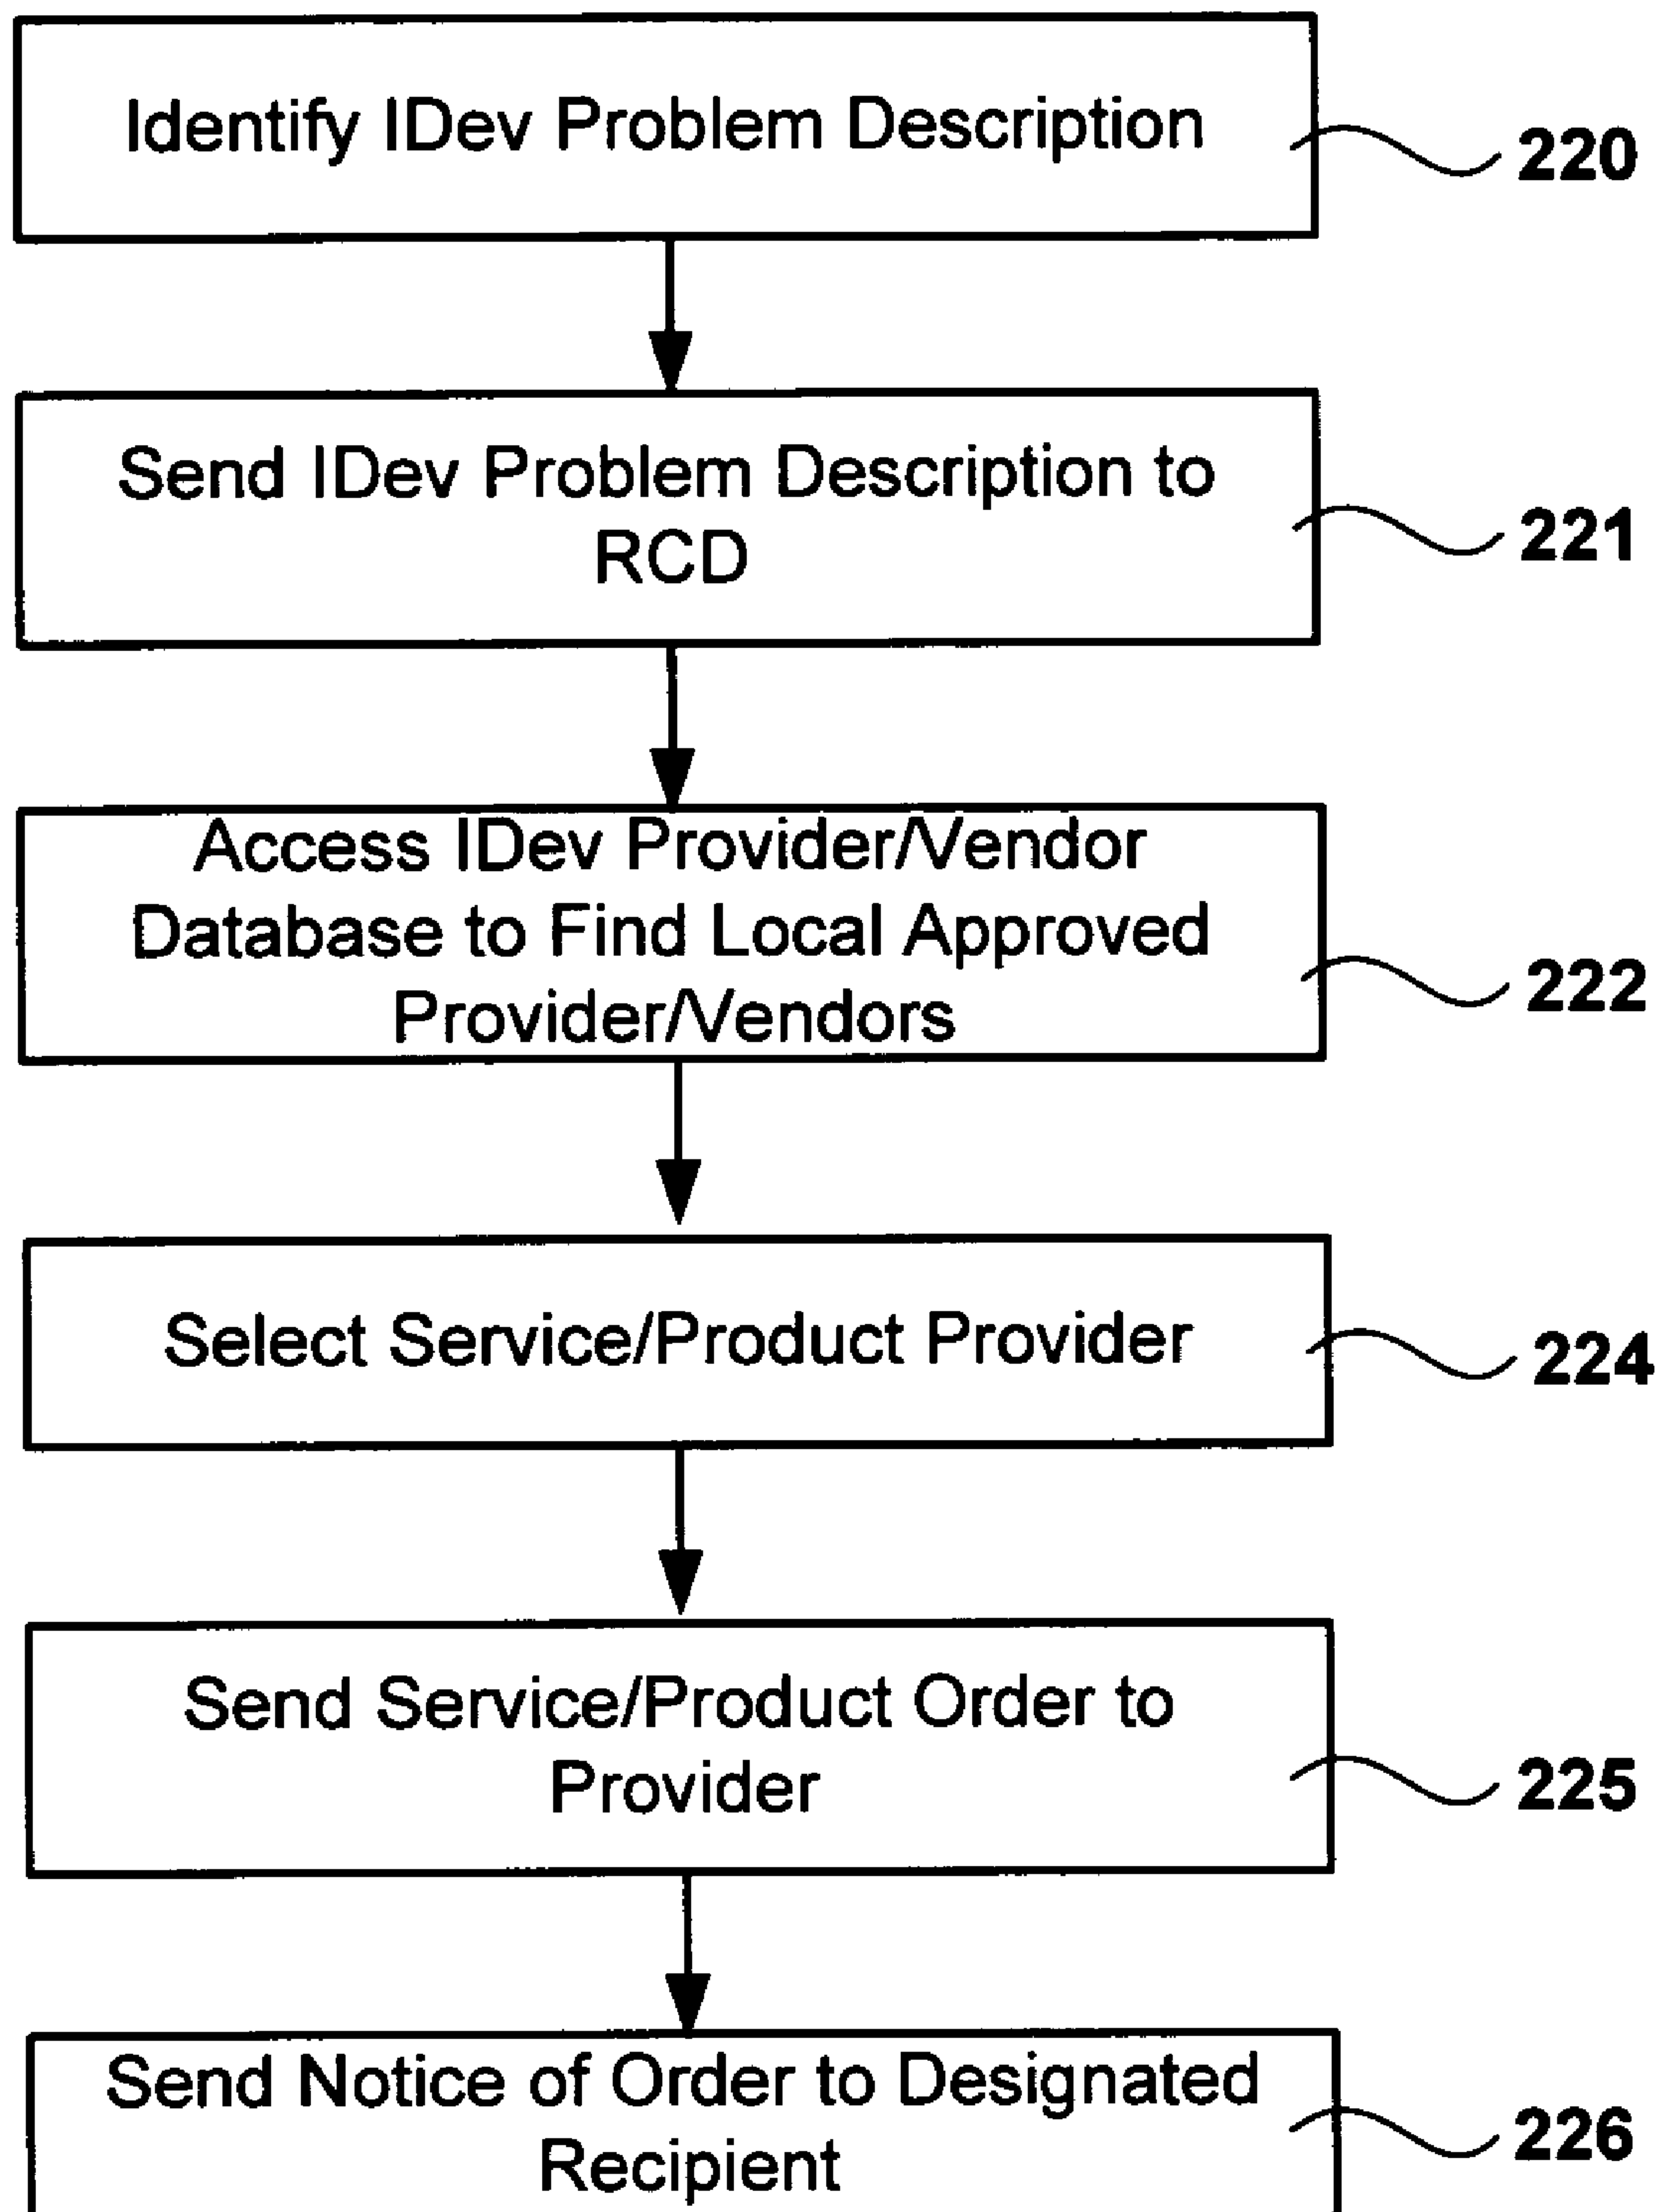 Identify IDev Problem Description
220
Send IDev Problem Description to
RCD
221
Access IDev Provider/Vendor
Database to Find Local Approved
Provider/Vendors
222
Select Service/Product Provider
224
Send Service/Product Order to
Provider
225
Send Notice of Order to Designated
Recipient
226